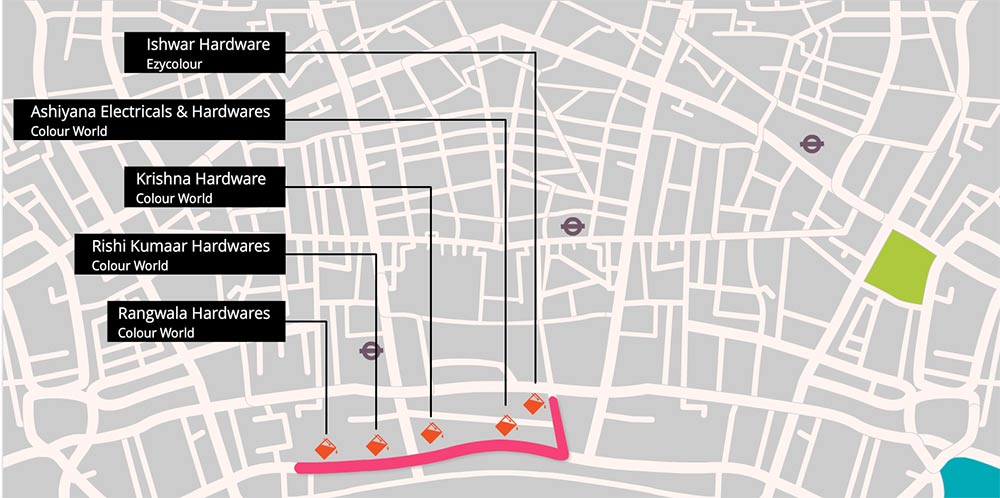 Ishwar Hardware
Ezycolour
Ashiyana Electricals & Hardwares
Colour World
Krishna Hardware
Colour World
Rishi Kumaar Hardwares
Colour World
Rangwala Hardwares
Colour World